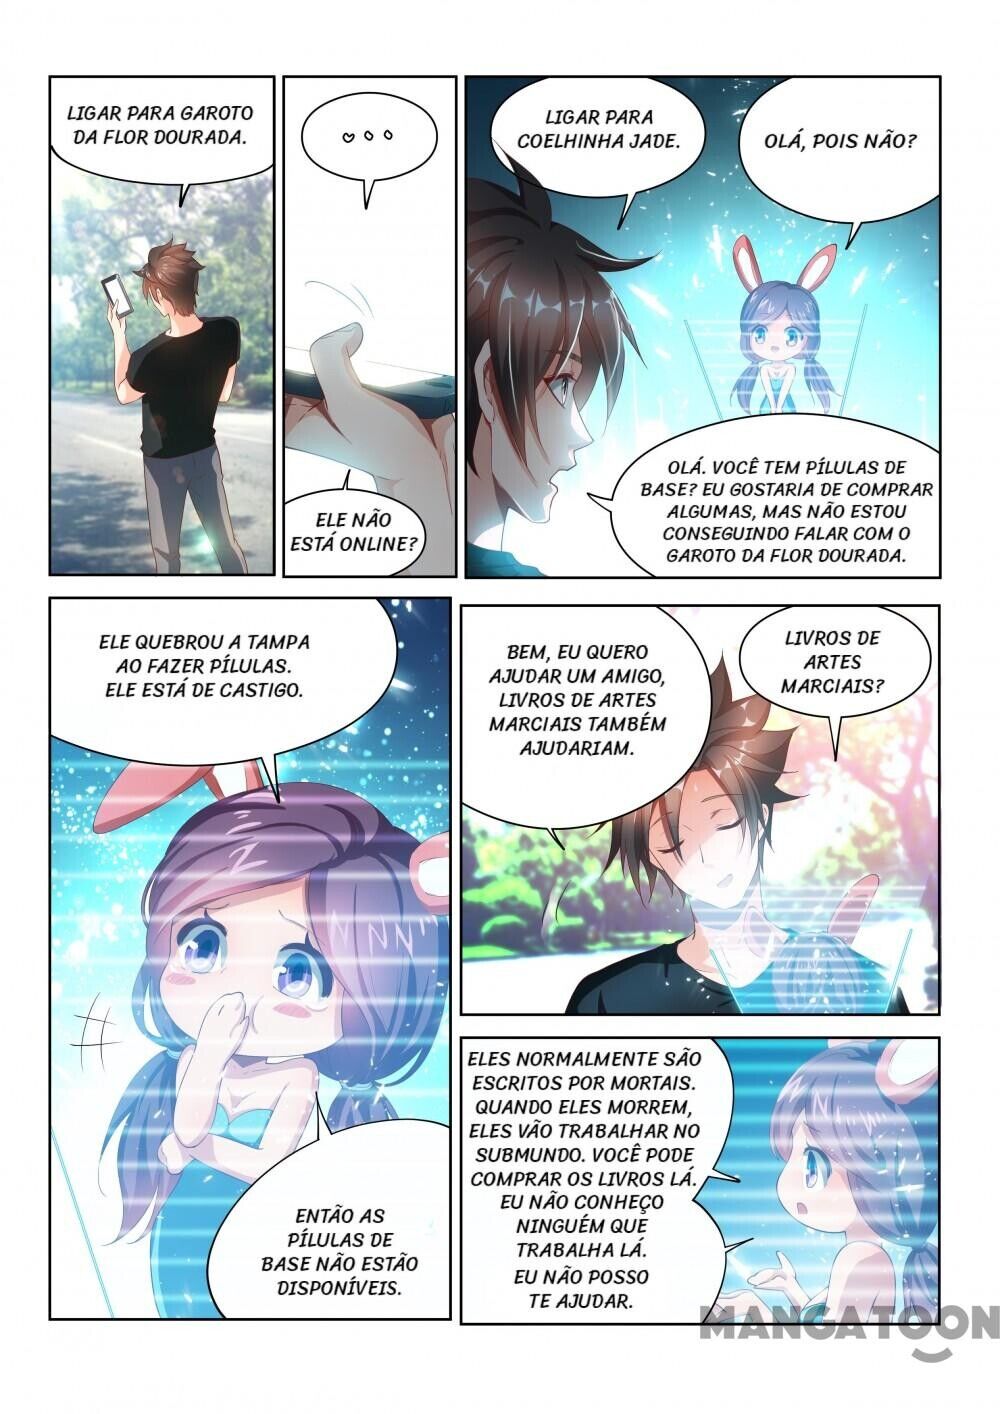 LIGAR PARA GAROTO
DA FLOR DOURADA.
ELE NÃO
ESTÁ ONLINE?
LIGAR PARA
COELHINHA JADE.
OLÁ, POIS NÃO?
OLÁ. VOCÊ TEM PÍLULAS DE
BASE? EU GOSTARIA DE COMPRAR
ALGUMAS, MAS NÃO ESTOU
CONSEGUINDO FALAR COM O
GAROTO DA FLOR DOURADA.
ELE QUEBROU A TAMPA
AO FAZER PÍLULAS.
ELE ESTÁ DE CASTIGO.
ENTÃO AS
PÍLULAS DE
BASE NÃO ESTÃO
DISPONÍVEIS.
BEM, EU QUERO
AJUDAR UM AMIGO,
LIVROS DE ARTES
MARCIAIS TAMBÉM
AJUDARIAM.
LIVROS DE
ARTES
MARCIAIS?
ELES NORMALMENTE SÃO
ESCRITOS POR MORTAIS.
QUANDO ELES MORREM,
ELES VÃO TRABALHAR NO
SUBMUNDO. VOCÊ PODE
COMPRAR OS LIVROS LÁ.
EU NÃO CONHEÇO
NINGUÉM QUE
TRABALHA LÁ.
EU NÃO POSSO
TE AJUDAR.
MANGATOON